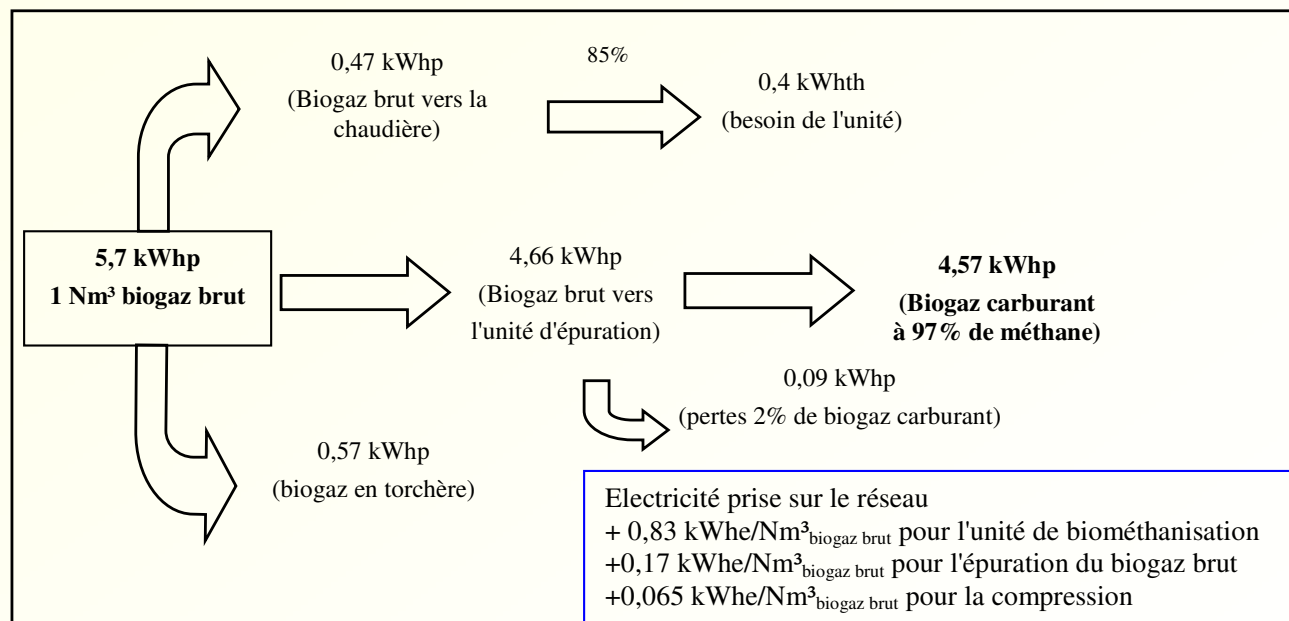 0,47 kWhp
(Biogaz brut vers la
chaudière)
85%
0,4 kWhth
(besoin de l'unité)
5,7 kWhp
1 Nm³ biogaz brut
4,66 kWhp
(Biogaz brut vers
l'unité d'épuration)
4,57 kWhp
(Biogaz carburant
à 97% de méthane)
0,09 kWhp
(pertes 2% de biogaz carburant)
0,57 kWhp
(biogaz en torchère)
Electricité prise sur le réseau
+ 0,83 kWhe/Nm³biogaz brut pour l'unité de biométhanisation
+0,17 kWhe/Nm³biogaz brut pour l'épuration du biogaz brut
+0,065 kWhe/Nm³biogaz brut pour la compression